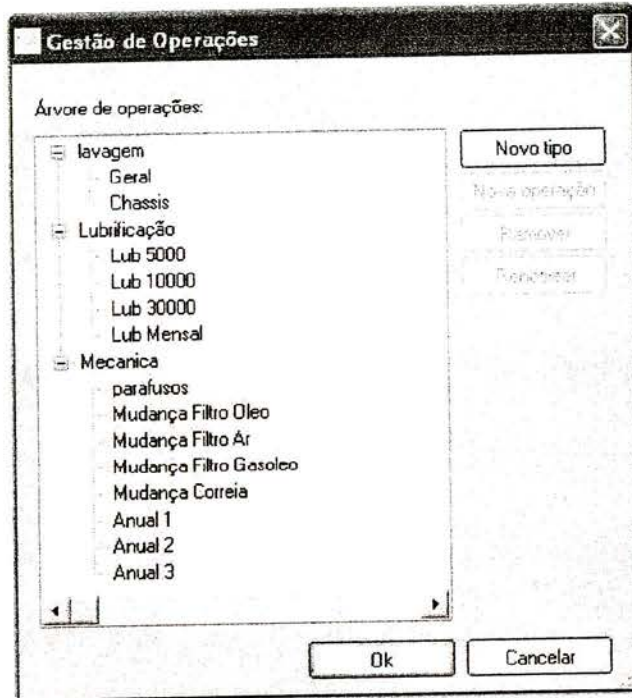 Gestão de Operações
Árvore de operações:
lavagem
Geral
Chassis
Lubrificação
Lub 5000
Lub 10000
Lub 30000
Lub Mensal
Mecanica
parafusos
Mudança Filtro Oleo
Mudança Filtro Ar
Mudança Filtro Gasoleo
Mudança Correia
Anual 1
Anual 2
Anual 3
Novo tipo
Nova operação
Remover
Renomear
Ok
Cancelar